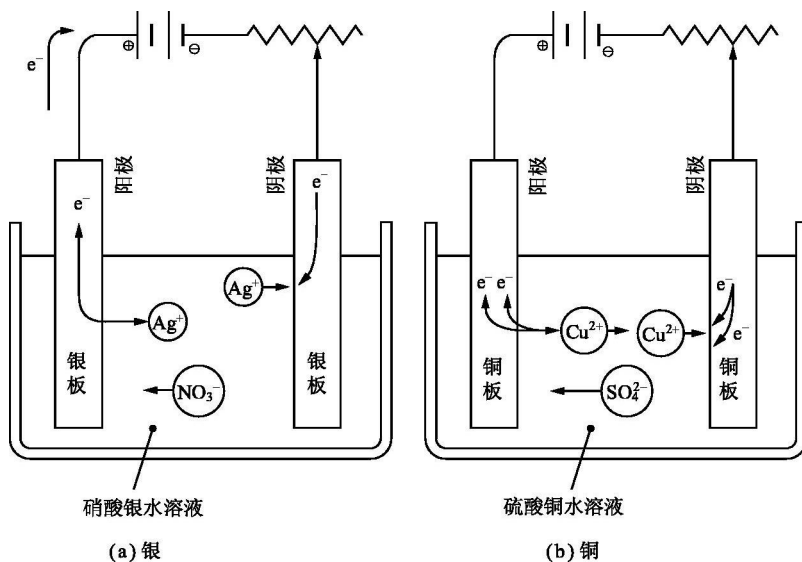 ⊕ ⊖
e⁻
阳极
阴极
e⁻
e⁻
Ag⁺
Ag⁺
银板
银板
NO₃⁻
硝酸银水溶液
(a) 银
⊕ ⊖
阳极
阴极
e⁻ e⁻
e⁻
e⁻
Cu²⁺
Cu²⁺
铜板
铜板
SO₄²⁻
硫酸铜水溶液
(b) 铜